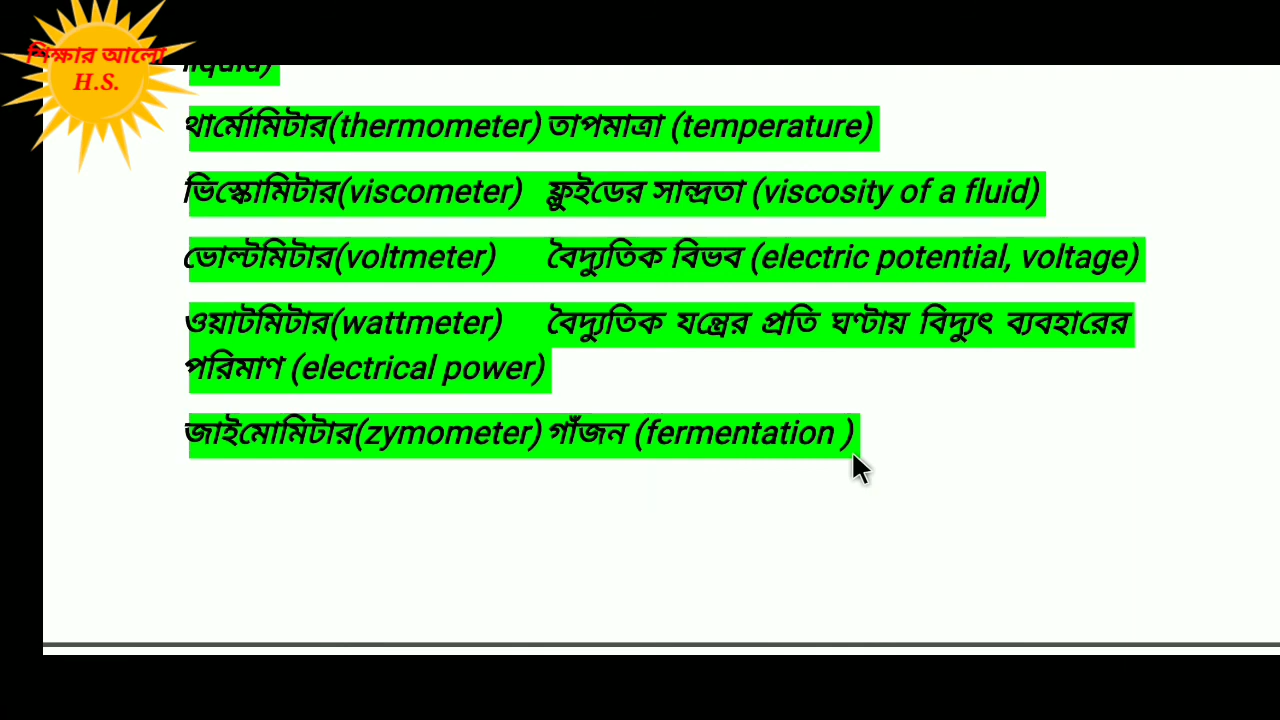 শিক্ষার আলো
H.S.
liquid)
থার্মোমিটার(thermometer) তাপমাত্রা (temperature)
ভিস্কোমিটার(viscometer) ফ্লুইডের সান্দ্রতা (viscosity of a fluid)
ভোল্টমিটার(voltmeter) বৈদ্যুতিক বিভব (electric potential, voltage)
ওয়াটমিটার(wattmeter) বৈদ্যুতিক যন্ত্রের প্রতি ঘণ্টায় বিদ্যুৎ ব্যবহারের
পরিমাণ (electrical power)
জাইমোমিটার(zymometer) গাঁজন (fermentation )